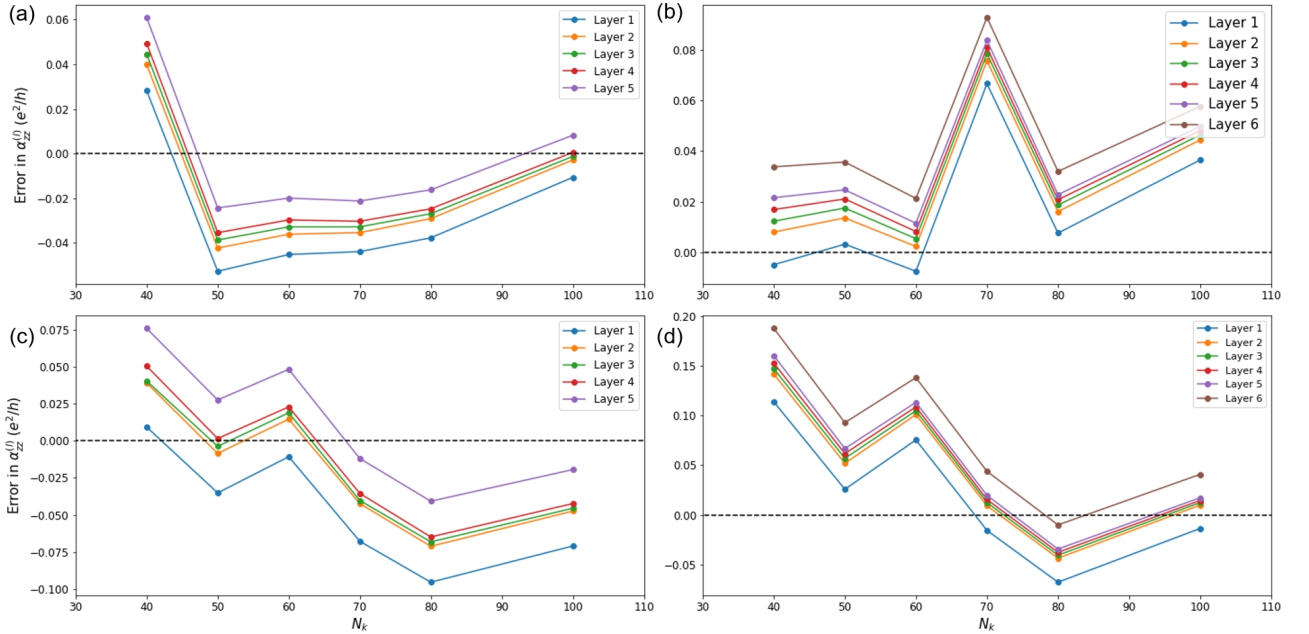 (a)
0.06
0.04
0.02
0.00
−0.02
−0.04
Error in α_zz^(l) (e²/h)
30 40 50 60 70 80 90 100 110
Layer 1
Layer 2
Layer 3
Layer 4
Layer 5
(b)
0.08
0.06
0.04
0.02
0.00
30 40 50 60 70 80 90 100 110
Layer 1
Layer 2
Layer 3
Layer 4
Layer 5
Layer 6
(c)
0.075
0.050
0.025
0.000
−0.025
−0.050
−0.075
−0.100
Error in α_zz^(l) (e²/h)
30 40 50 60 70 80 90 100 110
N_k
Layer 1
Layer 2
Layer 3
Layer 4
Layer 5
(d)
0.20
0.15
0.10
0.05
0.00
−0.05
30 40 50 60 70 80 90 100 110
N_k
Layer 1
Layer 2
Layer 3
Layer 4
Layer 5
Layer 6